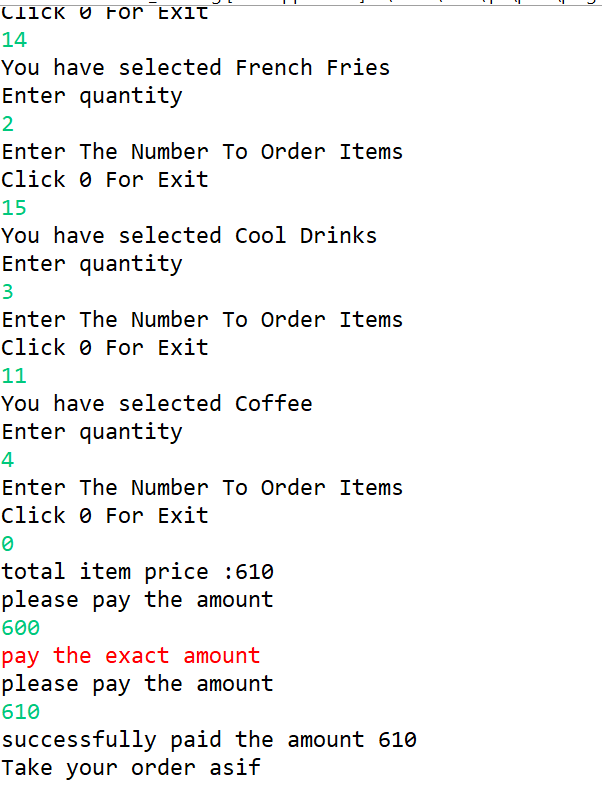 Click 0 For Exit
14
You have selected French Fries
Enter quantity
2
Enter The Number To Order Items
Click 0 For Exit
15
You have selected Cool Drinks
Enter quantity
3
Enter The Number To Order Items
Click 0 For Exit
11
You have selected Coffee
Enter quantity
4
Enter The Number To Order Items
Click 0 For Exit
0
total item price :610
please pay the amount
600
pay the exact amount
please pay the amount
610
successfully paid the amount 610
Take your order asif